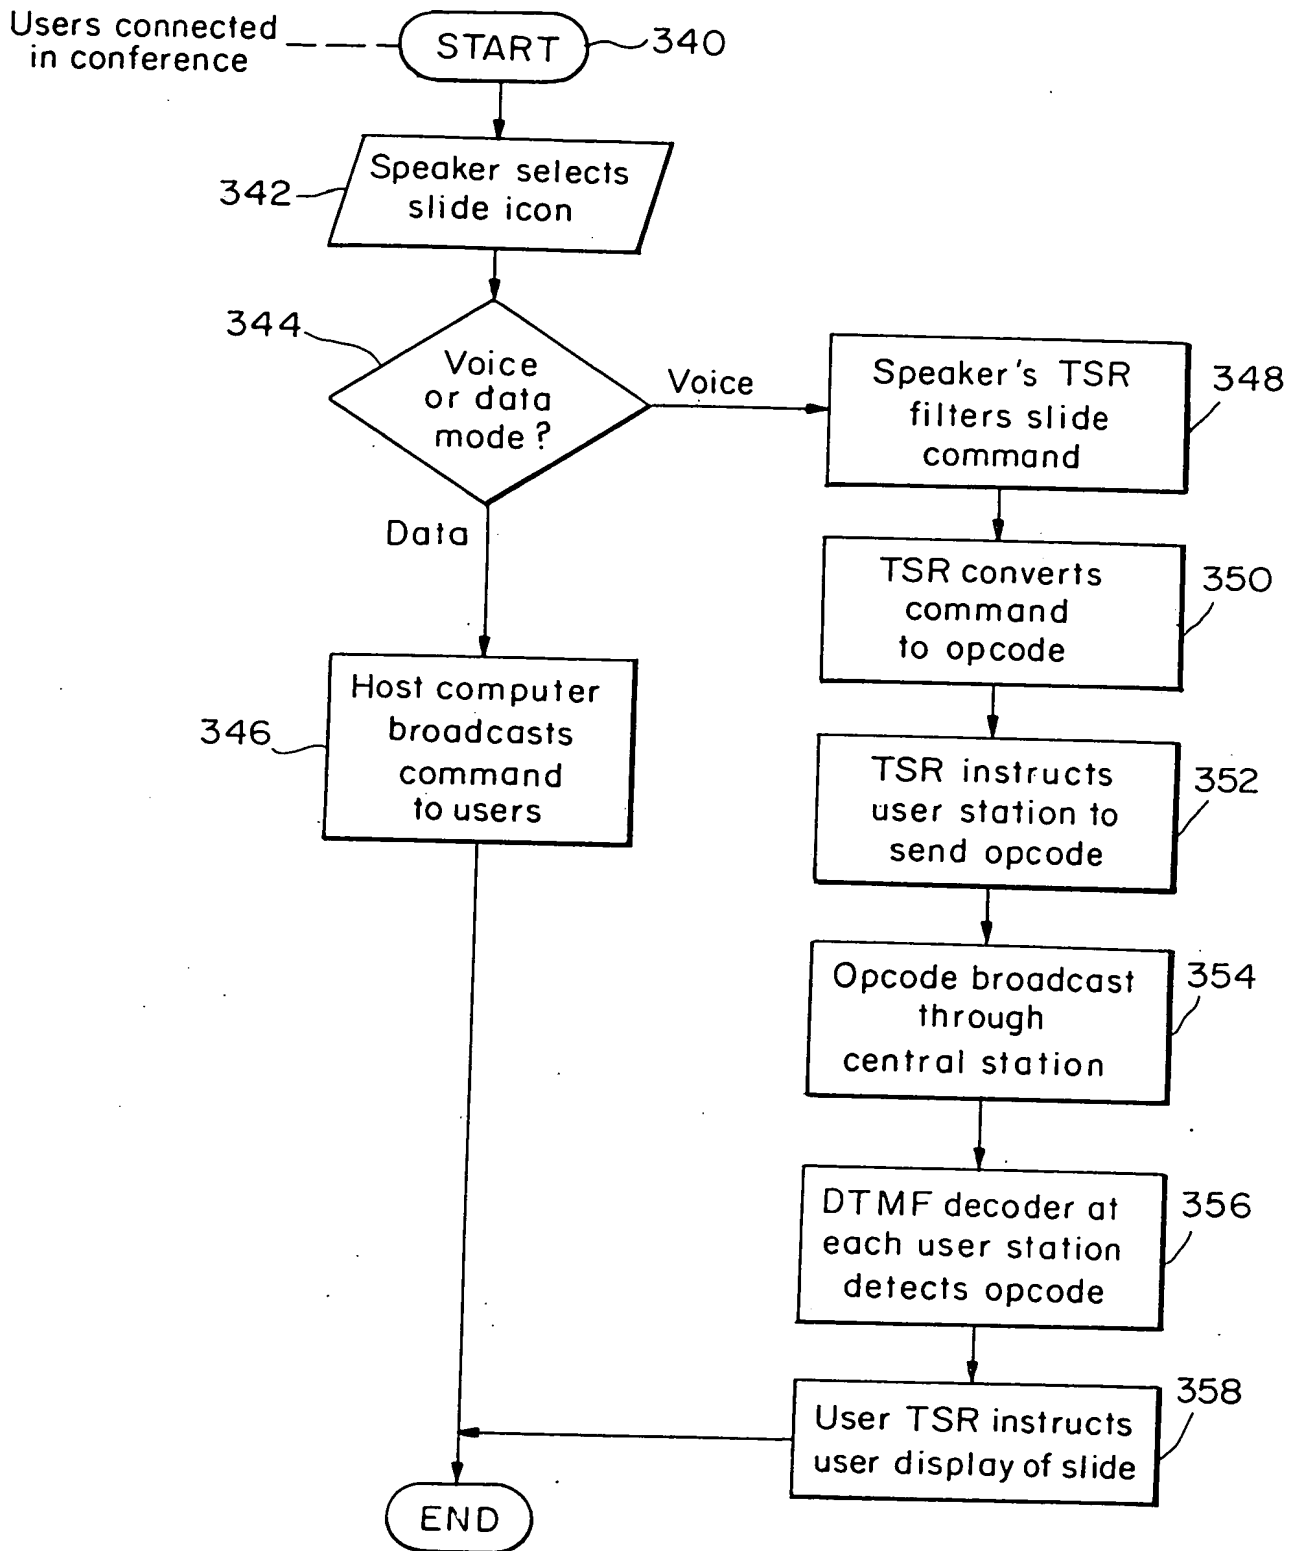 Users connected
in conference
START
340
342
Speaker selects
slide icon
344
Voice
or data
mode?
Voice
Data
Speaker's TSR
filters slide
command
348
TSR converts
command
to opcode
350
346
Host computer
broadcasts
command
to users
TSR instructs
user station to
send opcode
352
Opcode broadcast
through
central station
354
DTMF decoder at
each user station
detects opcode
356
User TSR instructs
user display of slide
358
END